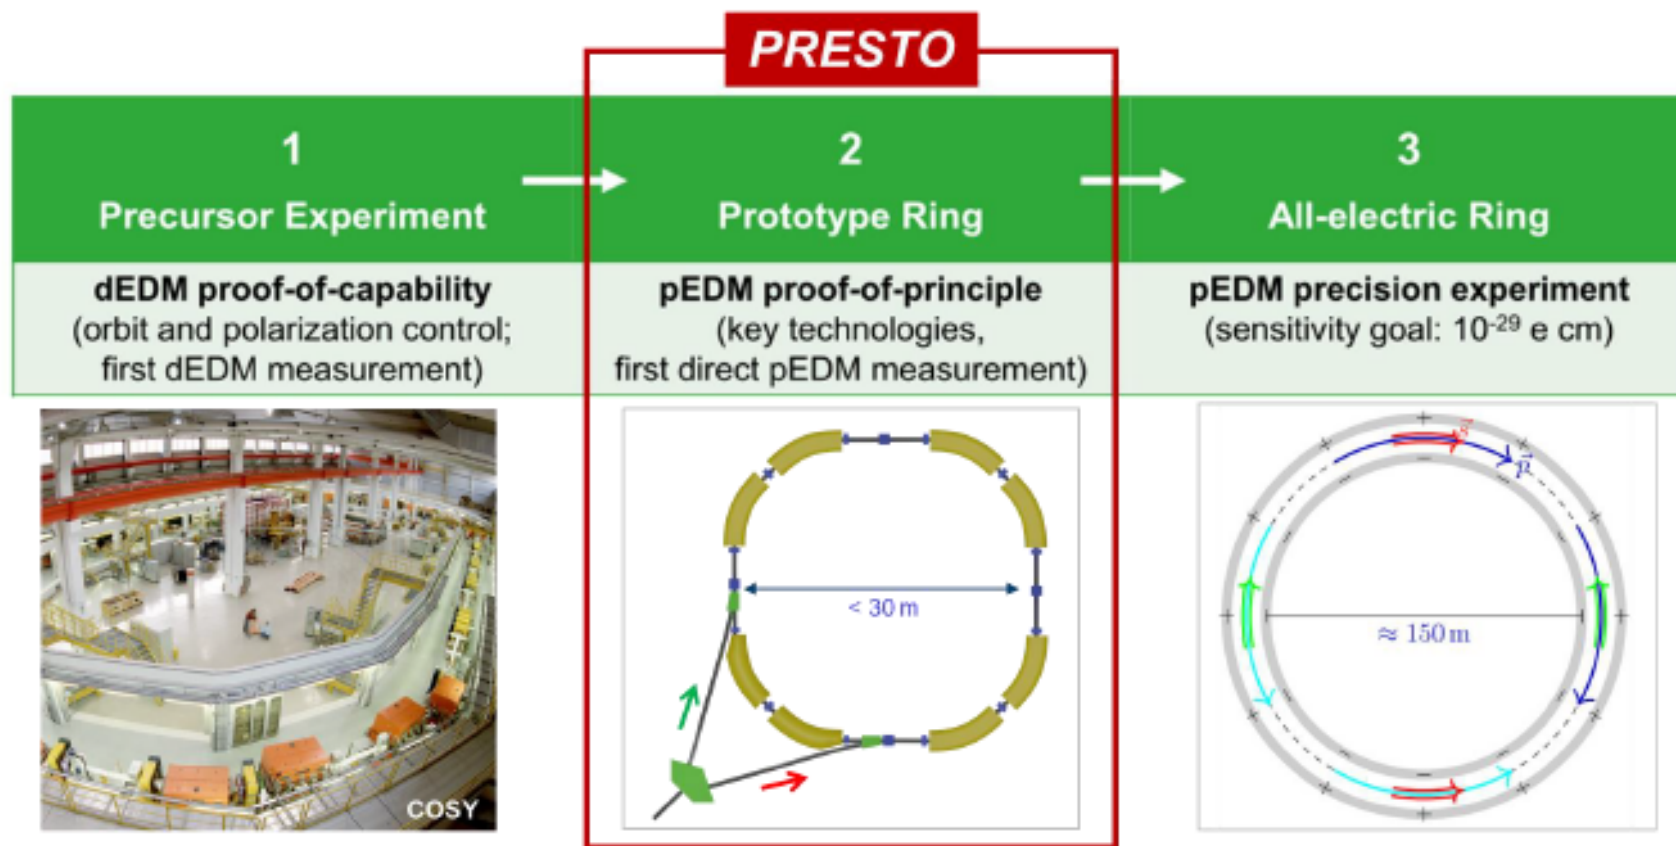 PRESTO
1
Precursor Experiment
2
Prototype Ring
3
All-electric Ring
dEDM proof-of-capability
(orbit and polarization control;
first dEDM measurement)
pEDM proof-of-principle
(key technologies,
first direct pEDM measurement)
pEDM precision experiment
(sensitivity goal: 10⁻²⁹ e cm)
COSY
< 30 m
s⃗
p⃗
≈ 150 m